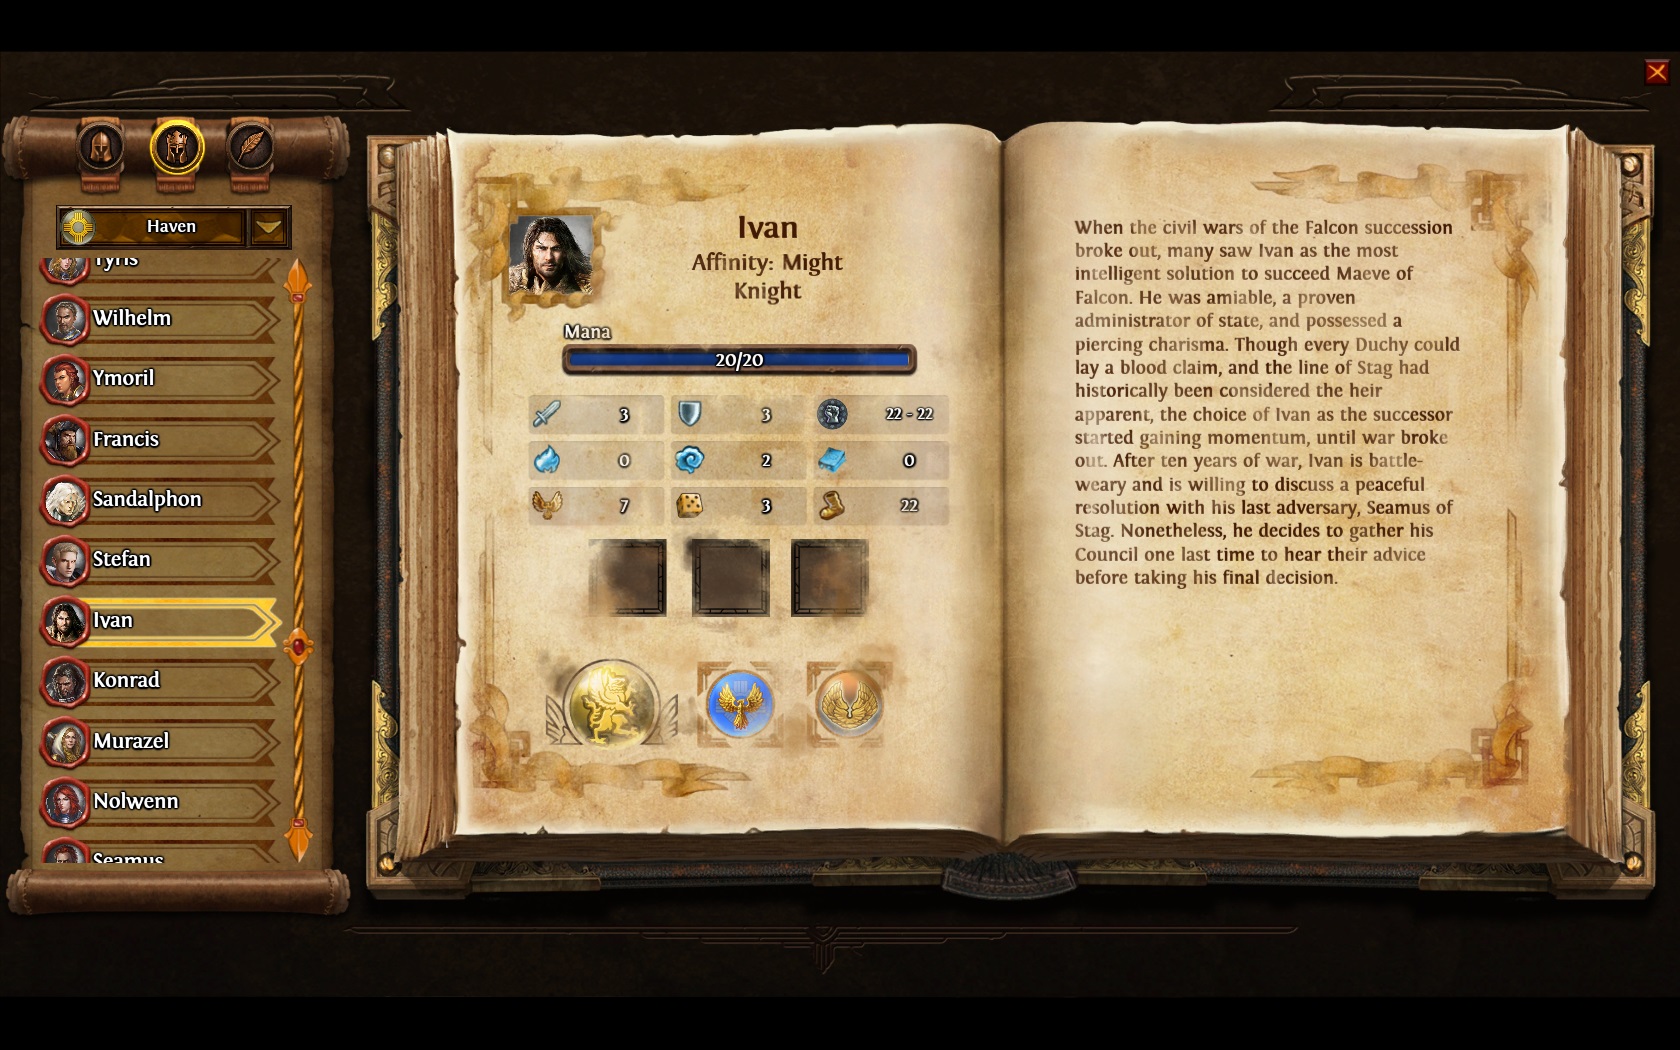 Haven
Tyris
Wilhelm
Ymoril
Francis
Sandalphon
Stefan
Ivan
Konrad
Murazel
Nolwenn
Seamus
Ivan
Affinity: Might
Knight
Mana
20/20
3 3 22 - 22
0 2 0
7 3 22
When the civil wars of the Falcon succession
broke out, many saw Ivan as the most
intelligent solution to succeed Maeve of
Falcon. He was amiable, a proven
administrator of state, and possessed a
piercing charisma. Though every Duchy could
lay a blood claim, and the line of Stag had
historically been considered the heir
apparent, the choice of Ivan as the successor
started gaining momentum, until war broke
out. After ten years of war, Ivan is battle-
weary and is willing to discuss a peaceful
resolution with his last adversary, Seamus of
Stag. Nonetheless, he decides to gather his
Council one last time to hear their advice
before taking his final decision.